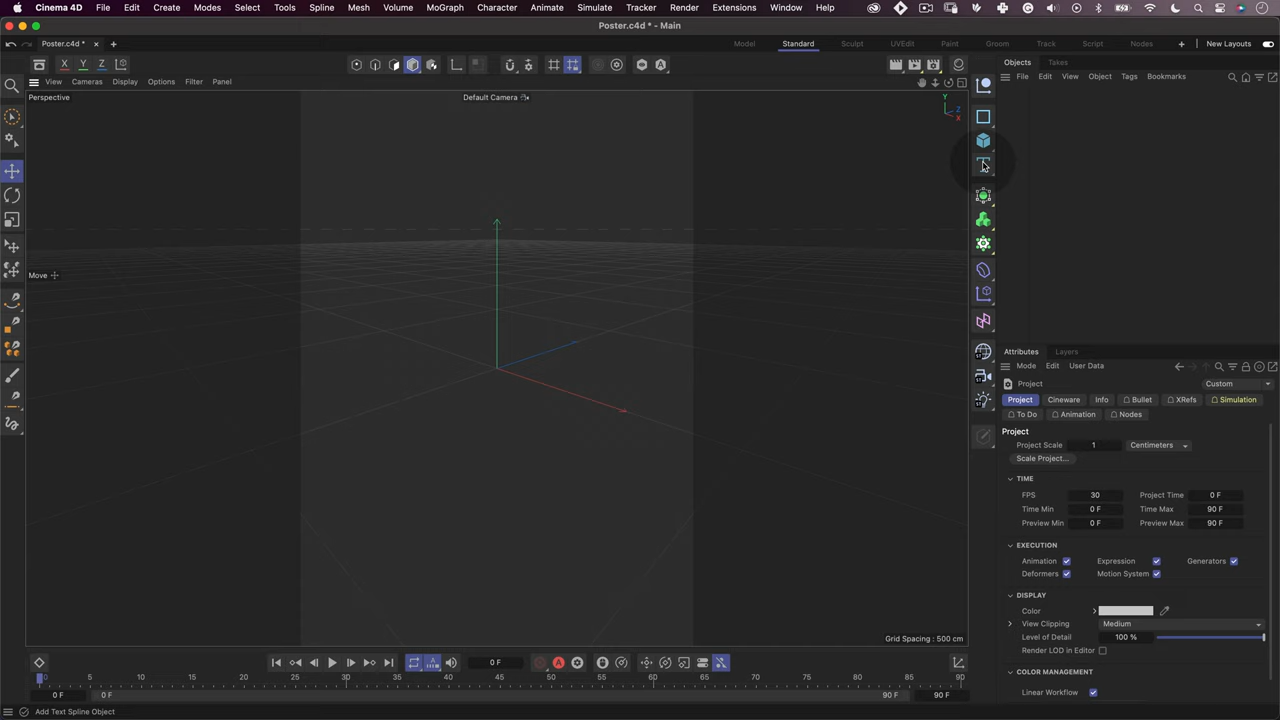 Cinema 4D File Edit Create Modes Select Tools Spline Mesh Volume MoGraph Character Animate Simulate Tracker Render Extensions Window Help
Poster.c4d * - Main
Poster.c4d * Model Standard Sculpt UVEdit Paint Groom Track Script Nodes New Layouts
X Y Z
Objects Takes
File Edit View Object Tags Bookmarks
View Cameras Display Options Filter Panel
Perspective
Default Camera
Y
Z
X
Move
Attributes Layers
Mode Edit User Data
Project Custom
Project Cineware Info Bullet XRefs Simulation
To Do Animation Nodes
Project
Project Scale 1 Centimeters
Scale Project...
TIME
FPS 30 Project Time 0 F
Time Min 0 F Time Max 90 F
Preview Min 0 F Preview Max 90 F
EXECUTION
Animation Expression Generators
Deformers Motion System
DISPLAY
Color
View Clipping Medium
Level of Detail 100 %
Render LOD in Editor
COLOR MANAGEMENT
Linear Workflow
Grid Spacing : 500 cm
0 F
0 5 10 15 20 25 30 35 40 45 50 55 60 65 70 75 80 85 90
0 F 0 F 90 F 90 F
Add Text Spline Object